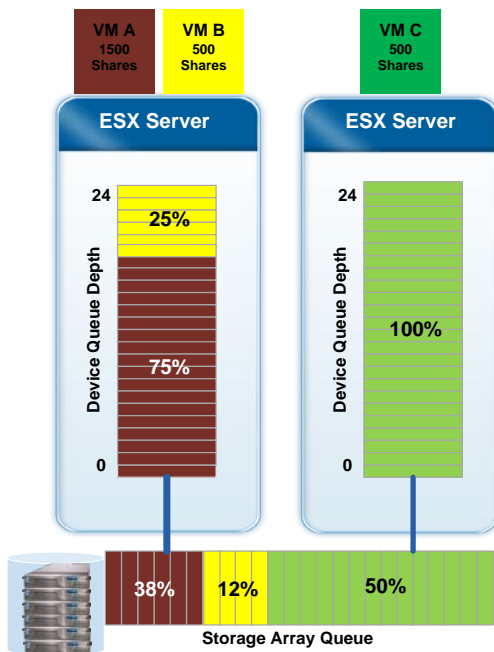 VM A
1500
Shares
VM B
500
Shares
VM C
500
Shares
ESX Server
ESX Server
24
25%
Device Queue Depth
75%
0
24
Device Queue Depth
100%
0
38%
12%
50%
Storage Array Queue